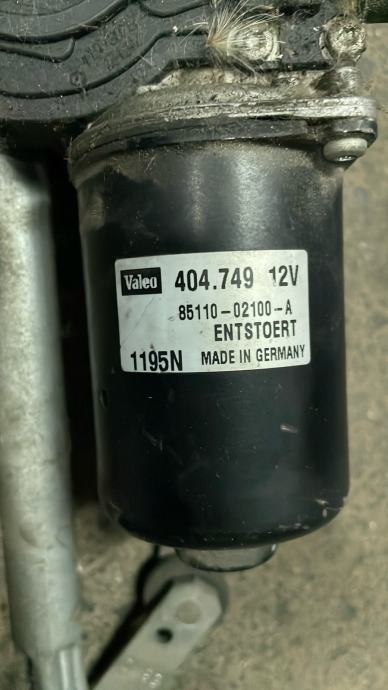 Valeo 404.749 12V
85110-02100-A
ENTSTOERT
1195N MADE IN GERMANY